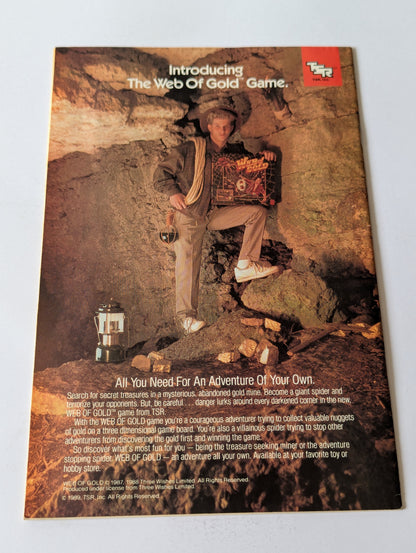 Introducing
The Web Of Gold™ Game.
TSR
TSR, Inc.
WEB OF GOLD
All You Need For An Adventure Of Your Own.
Search for secret treasures in a mysterious, abandoned gold mine. Become a giant spider and
terrorize your opponents. But, be careful . . . danger lurks around every darkened corner in the new,
WEB OF GOLD™ game from TSR.
With the WEB OF GOLD game you're a courageous adventurer trying to collect valuable nuggets
of gold on a three dimensional game board. You're also a villainous spider trying to stop other
adventurers from discovering the gold first and winning the game.
So discover what's most fun for you — being the treasure seeking miner or the adventure
stopping spider. WEB OF GOLD — an adventure all your own. Available at your favorite toy or
hobby store.
WEB OF GOLD © 1987, 1988 Three Wishes Limited. All Rights Reserved.
Produced under license from Three Wishes Limited.
© 1989, TSR, Inc. All Rights Reserved.